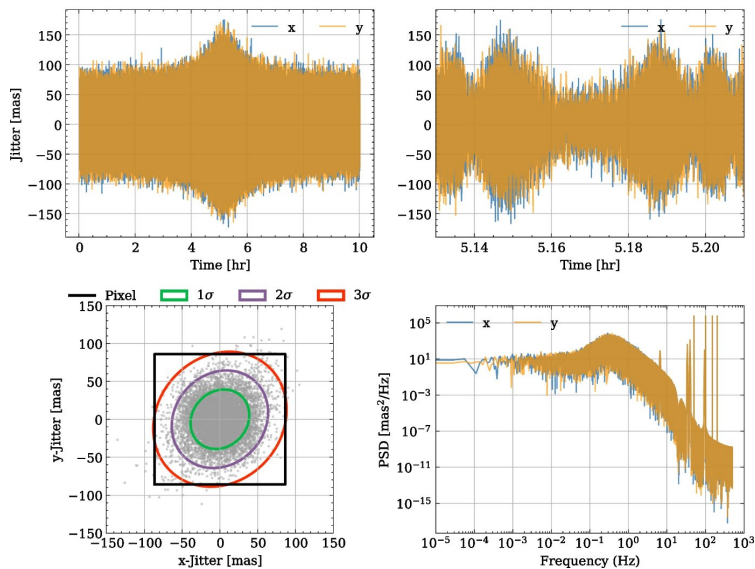 x y
150
100
50
0
−50
−100
−150
Jitter [mas]
0 2 4 6 8 10
Time [hr]
x y
150
100
50
0
−50
−100
−150
5.14 5.16 5.18 5.20
Time [hr]
Pixel 1σ 2σ 3σ
150
100
50
0
−50
−100
−150
y-Jitter [mas]
−150 −100 −50 0 50 100 150
x-Jitter [mas]
x y
10⁵
10¹
10⁻³
10⁻⁷
10⁻¹¹
10⁻¹⁵
PSD [mas²/Hz]
10⁻⁵ 10⁻⁴ 10⁻³ 10⁻² 10⁻¹ 10⁰ 10¹ 10² 10³
Frequency (Hz)